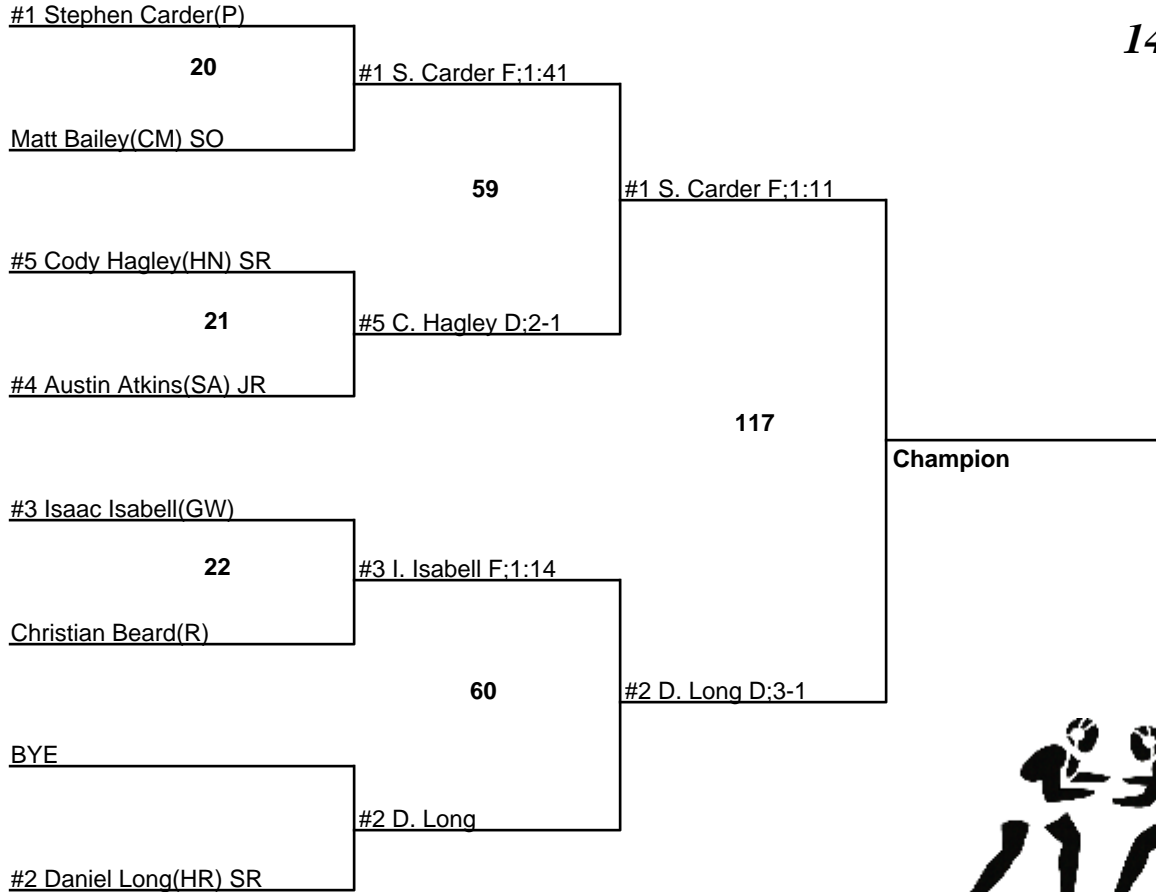 #1 Stephen Carder(P)
14
20
#1 S. Carder F;1:41
Matt Bailey(CM) SO
59
#1 S. Carder F;1:11
#5 Cody Hagley(HN) SR
21
#5 C. Hagley D;2-1
#4 Austin Atkins(SA) JR
117
Champion
#3 Isaac Isabell(GW)
22
#3 I. Isabell F;1:14
Christian Beard(R)
60
#2 D. Long D;3-1
BYE
#2 D. Long
#2 Daniel Long(HR) SR